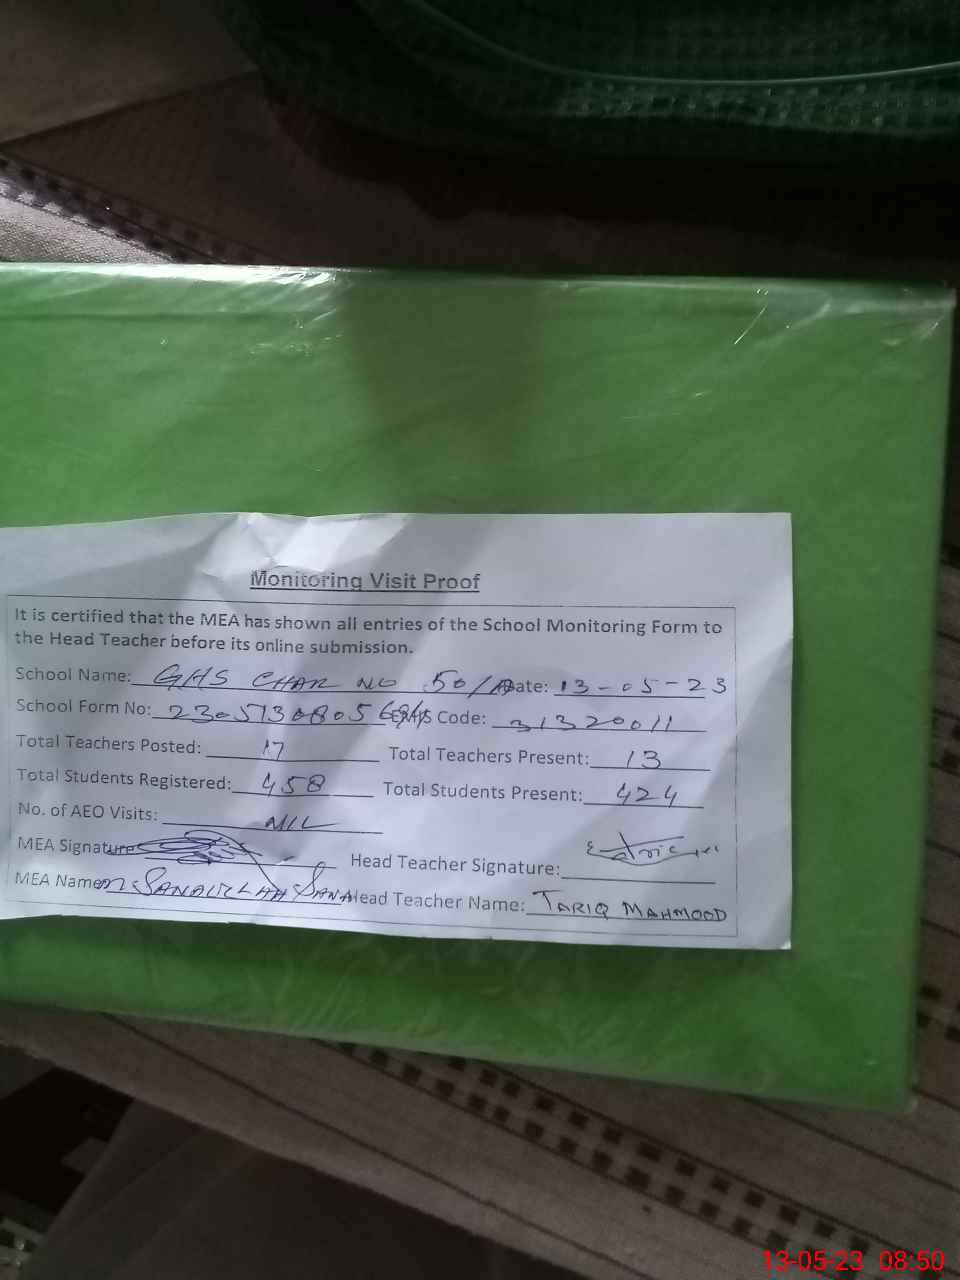 Monitoring Visit Proof
It is certified that the MEA has shown all entries of the School Monitoring Form to
the Head Teacher before its online submission.
School Name: GHS CHAK NO 50/ Date: 13-05-23
School Form No: Code: 31320011
Total Teachers Posted: 17 Total Teachers Present: 13
Total Students Registered: 458 Total Students Present: 424
No. of AEO Visits: NIL
MEA Signature Head Teacher Signature:
MEA Name SANAULLAH SANA Head Teacher Name: TARIQ MAHMOOD
13-05-23 08:50